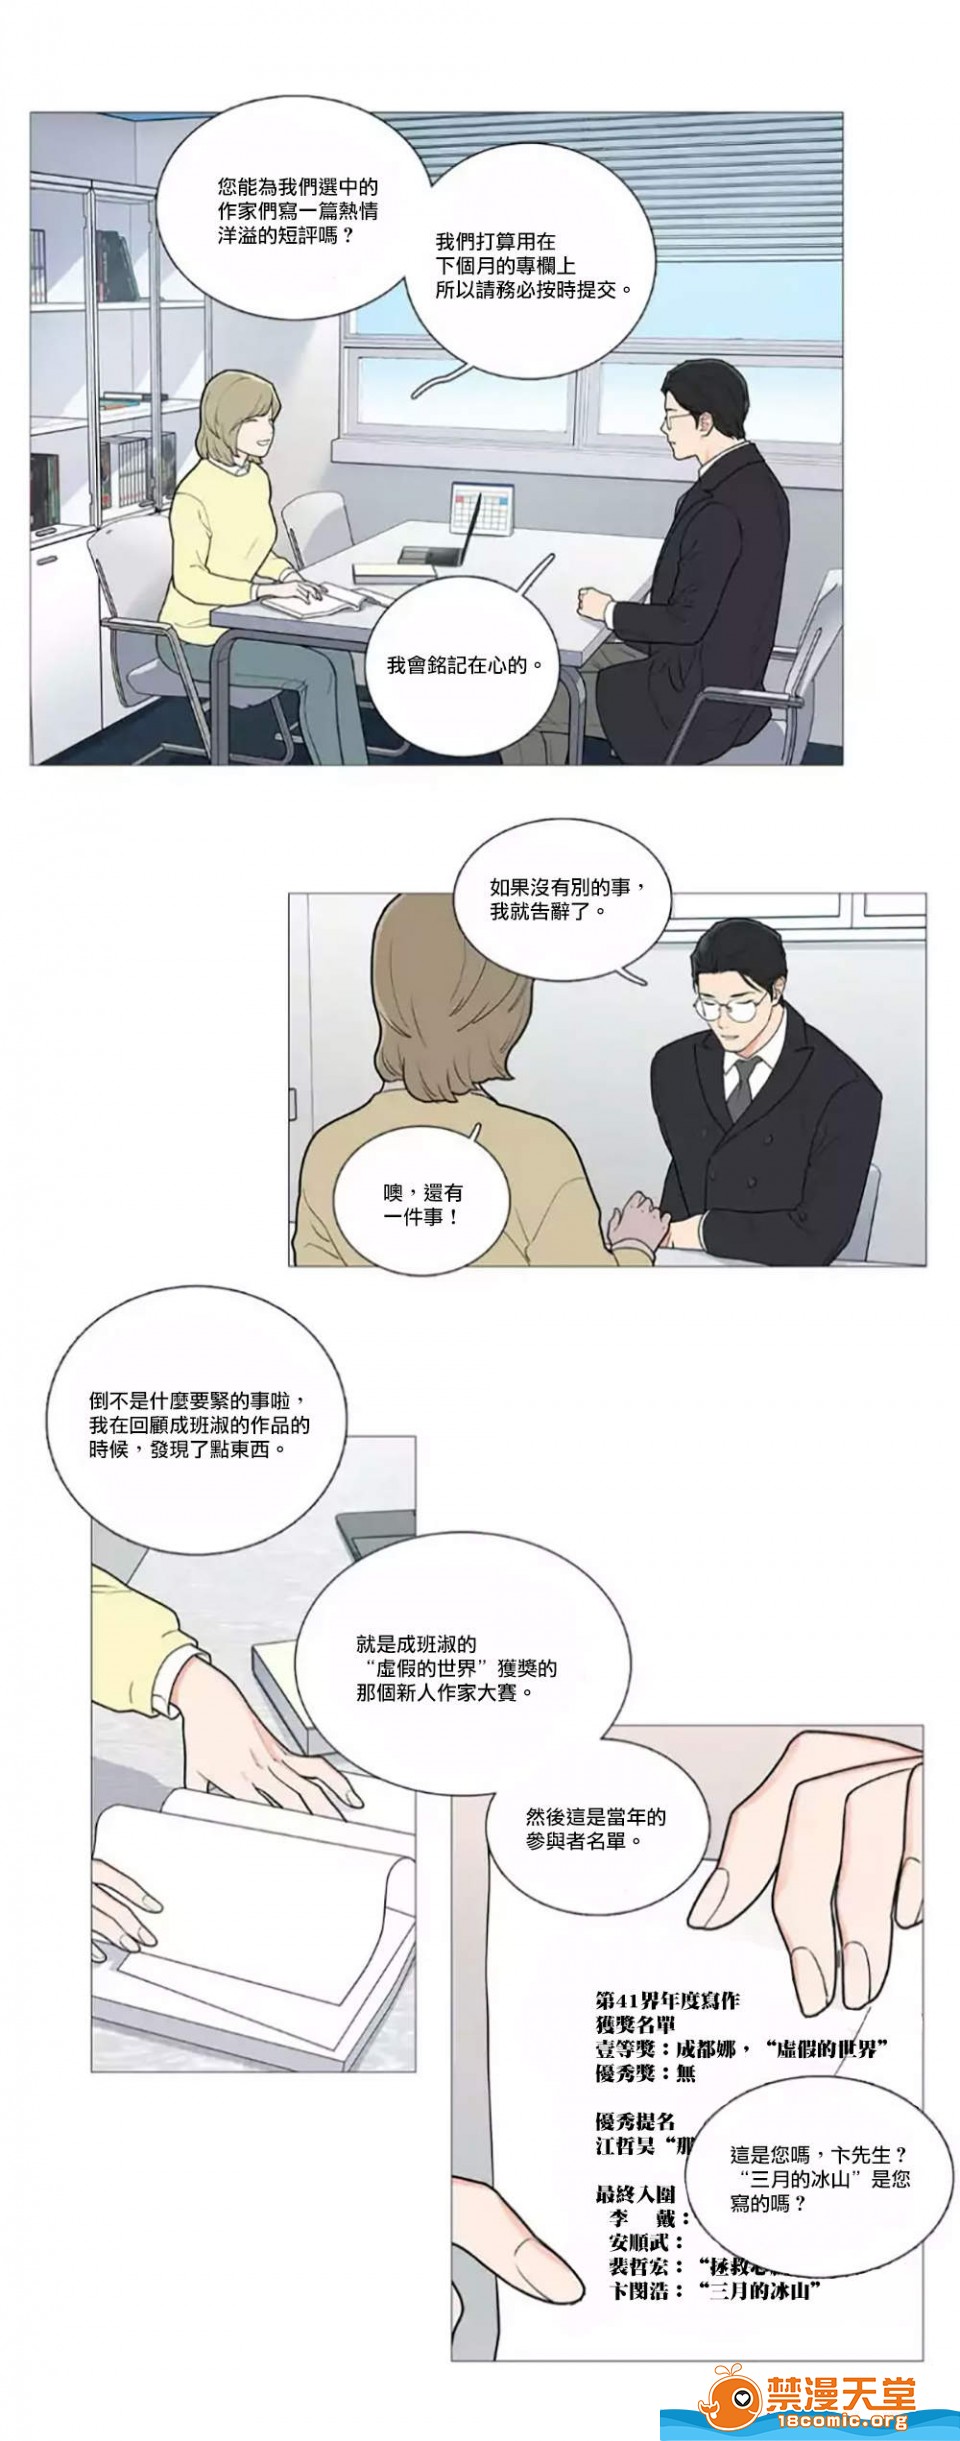 您能為我們選中的
作家們寫一篇熱情
洋溢的短評嗎？
我們打算用在
下個月的專欄上
所以請務必按時提交。
我會銘記在心的。
如果沒有別的事，
我就告辭了。
噢，還有
一件事！
倒不是什麼要緊的事啦，
我在回顧成班淑的作品的
時候，發現了點東西。
就是成班淑的
“虛假的世界”獲獎的
那個新人作家大賽。
然後這是當年的
參與者名單。
第41界年度寫作
獲獎名單
壹等獎：成都娜，“虛假的世界”
優秀獎：無
優秀提名
江哲昊“那
最終入圍
李 戴：
安順武：
裴哲宏：“拯救心
卞閔浩：“三月的冰山”
這是您嗎，卞先生？
“三月的冰山”是您
寫的嗎？
禁漫天堂
18comic.org